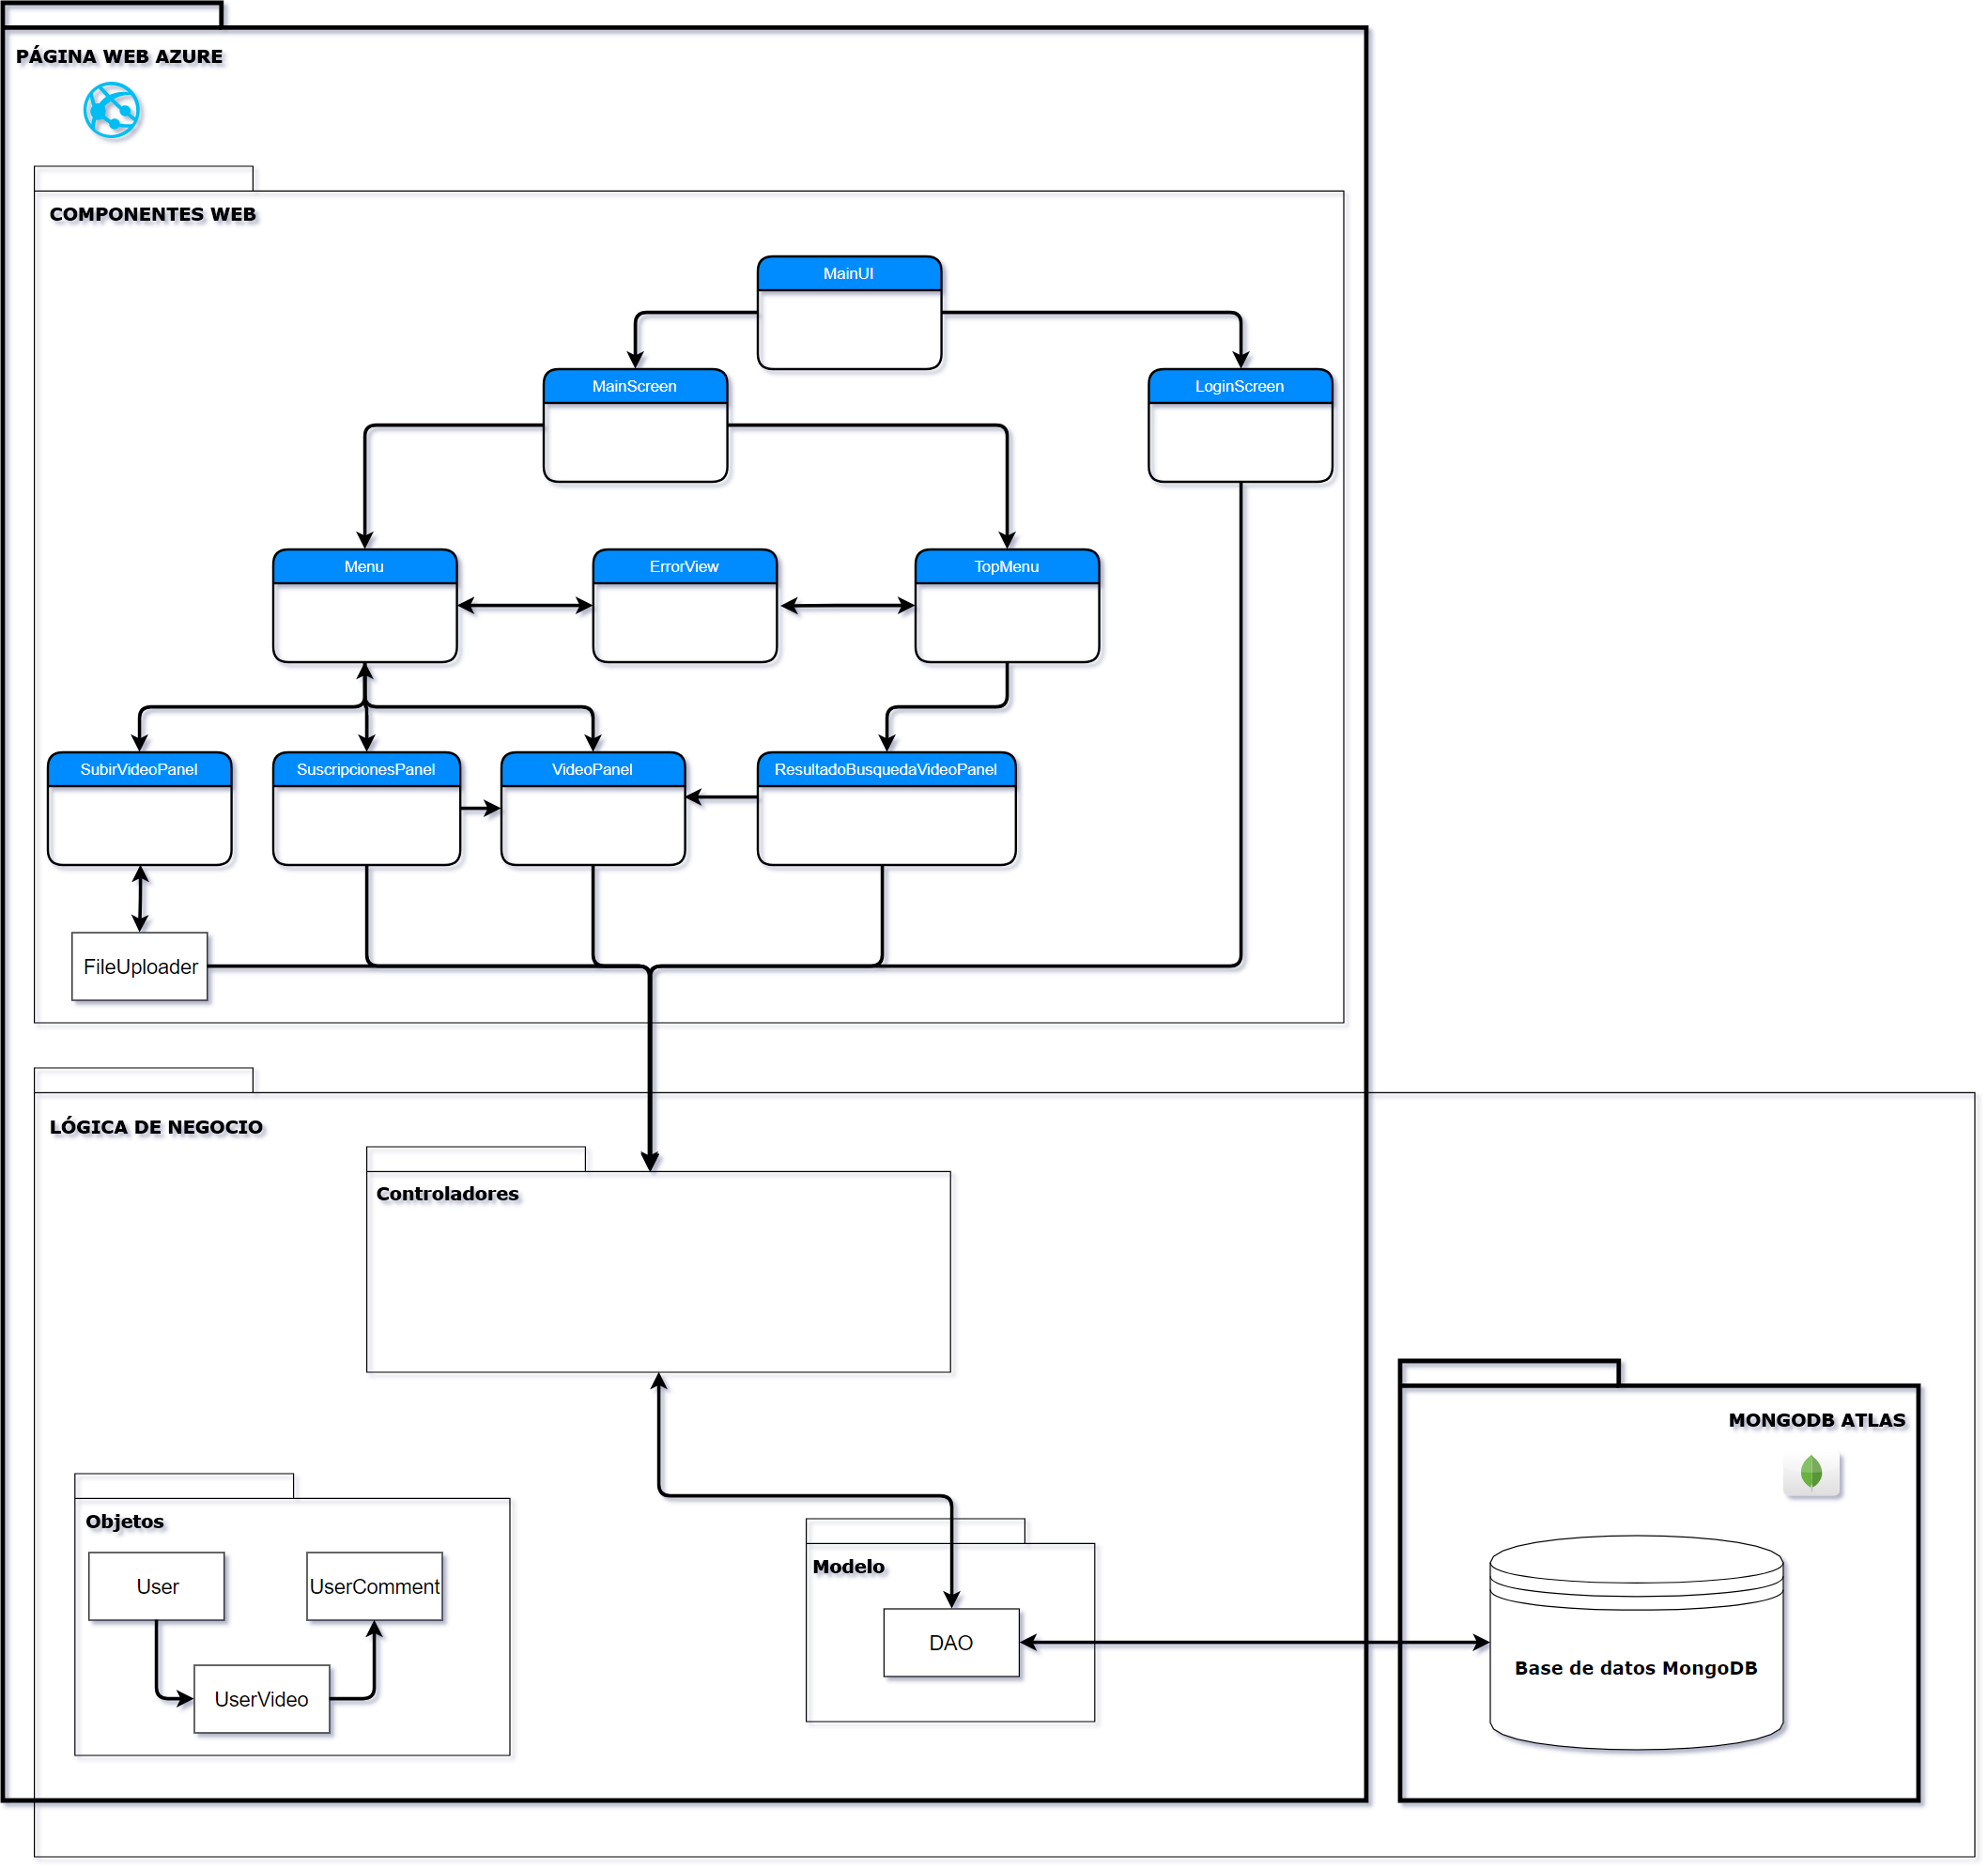 PÁGINA WEB AZURE
COMPONENTES WEB
MainUI
MainScreen
LoginScreen
Menu
ErrorView
TopMenu
SubirVideoPanel
SuscripcionesPanel
VideoPanel
ResultadoBusquedaVideoPanel
FileUploader
LÓGICA DE NEGOCIO
Controladores
MONGODB ATLAS
Objetos
Modelo
User
UserComment
DAO
Base de datos MongoDB
UserVideo